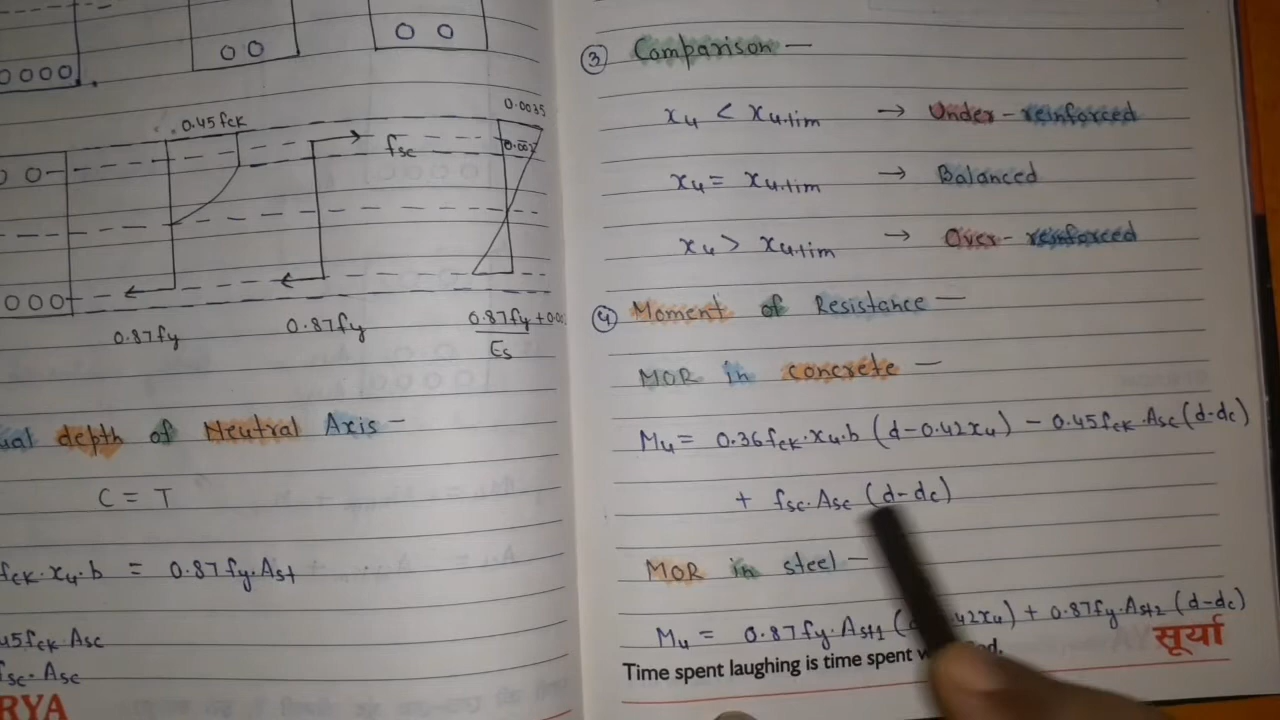 0.45fck
fsc
0.0035
0.87fy
0.87fy
0.87fy + 0.00
Es
depth of Neutral Axis -
C = T
fck.xu.b = 0.87fy.Ast
45fck.Asc
fsc.Asc
RYA
③ Comparison -
xu < xu.lim → Under-reinforced
xu = xu.lim → Balanced
xu > xu.lim → Over-reinforced
④ Moment of Resistance -
MOR in concrete -
Mu = 0.36fck.xu.b (d-0.42xu) - 0.45fck.Asc(d-dc)
+ fsc.Asc (d-dc)
MOR in steel -
Mu = 0.87fy.Ast1 ( 42xu) + 0.87fy.Ast2 (d-dc)
सूर्या
Time spent laughing is time spent